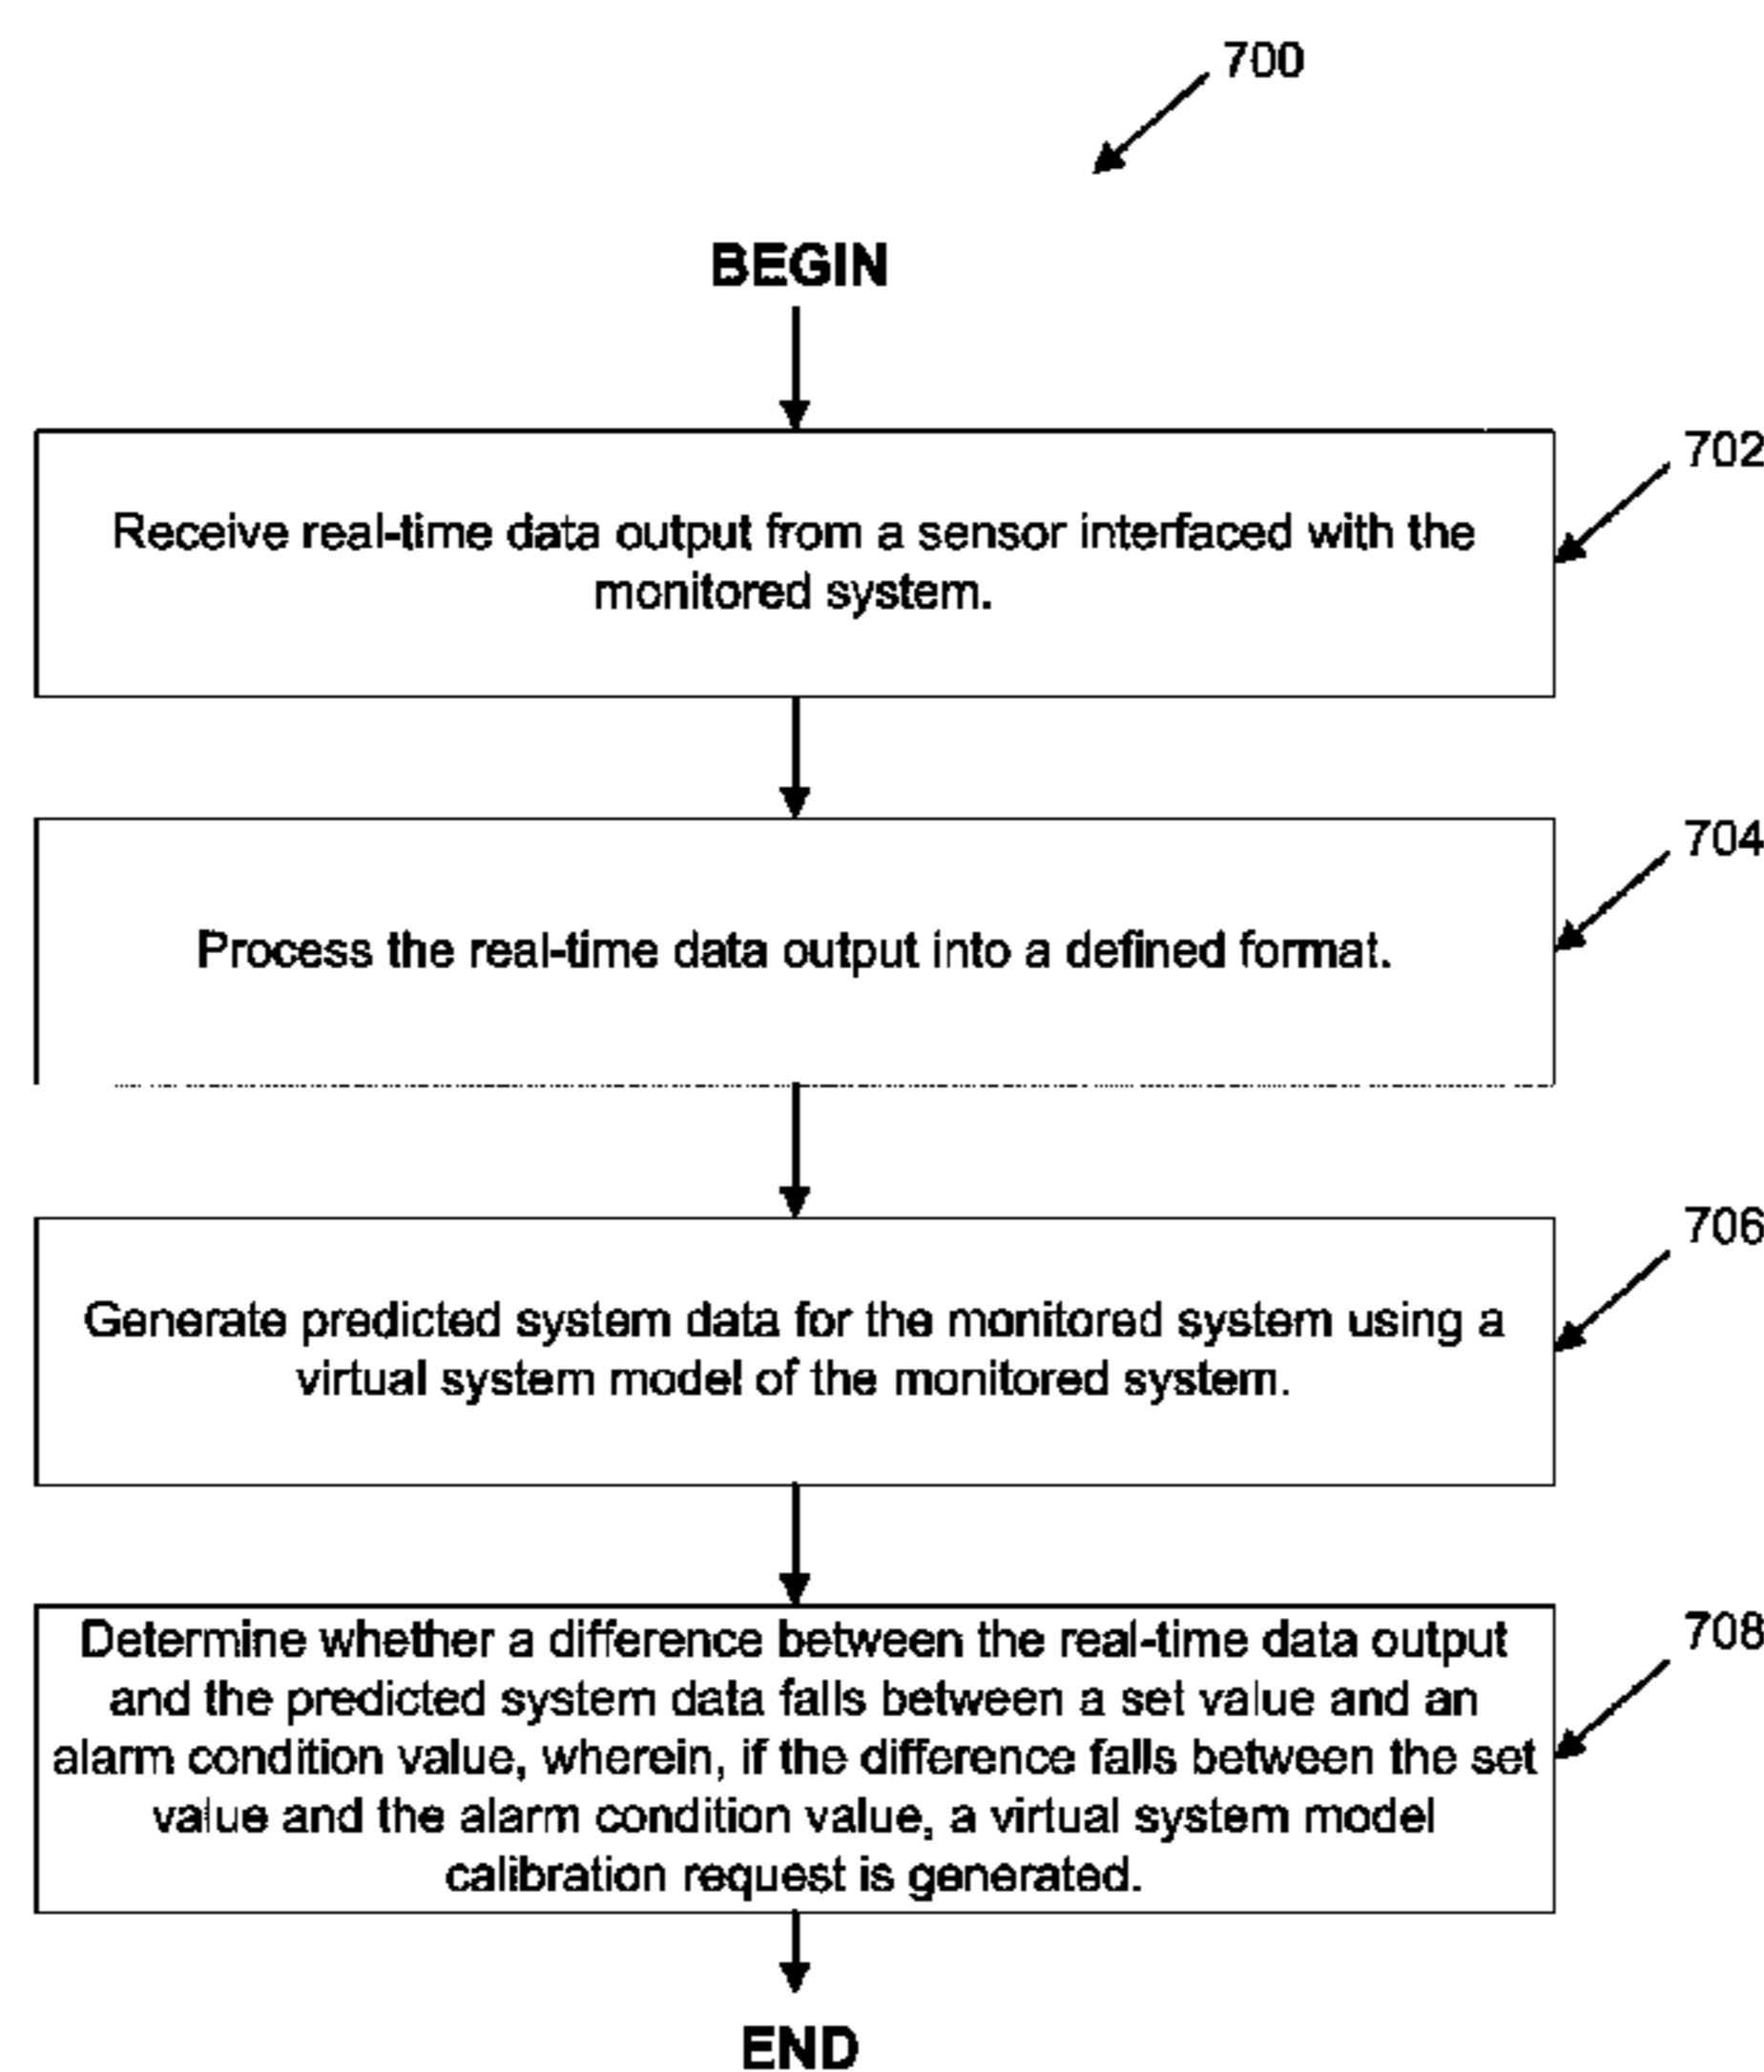 700
BEGIN
702
Receive real-time data output from a sensor interfaced with the
monitored system.
704
Process the real-time data output into a defined format.
706
Generate predicted system data for the monitored system using a
virtual system model of the monitored system.
708
Determine whether a difference between the real-time data output
and the predicted system data falls between a set value and an
alarm condition value, wherein, if the difference falls between the set
value and the alarm condition value, a virtual system model
calibration request is generated.
END